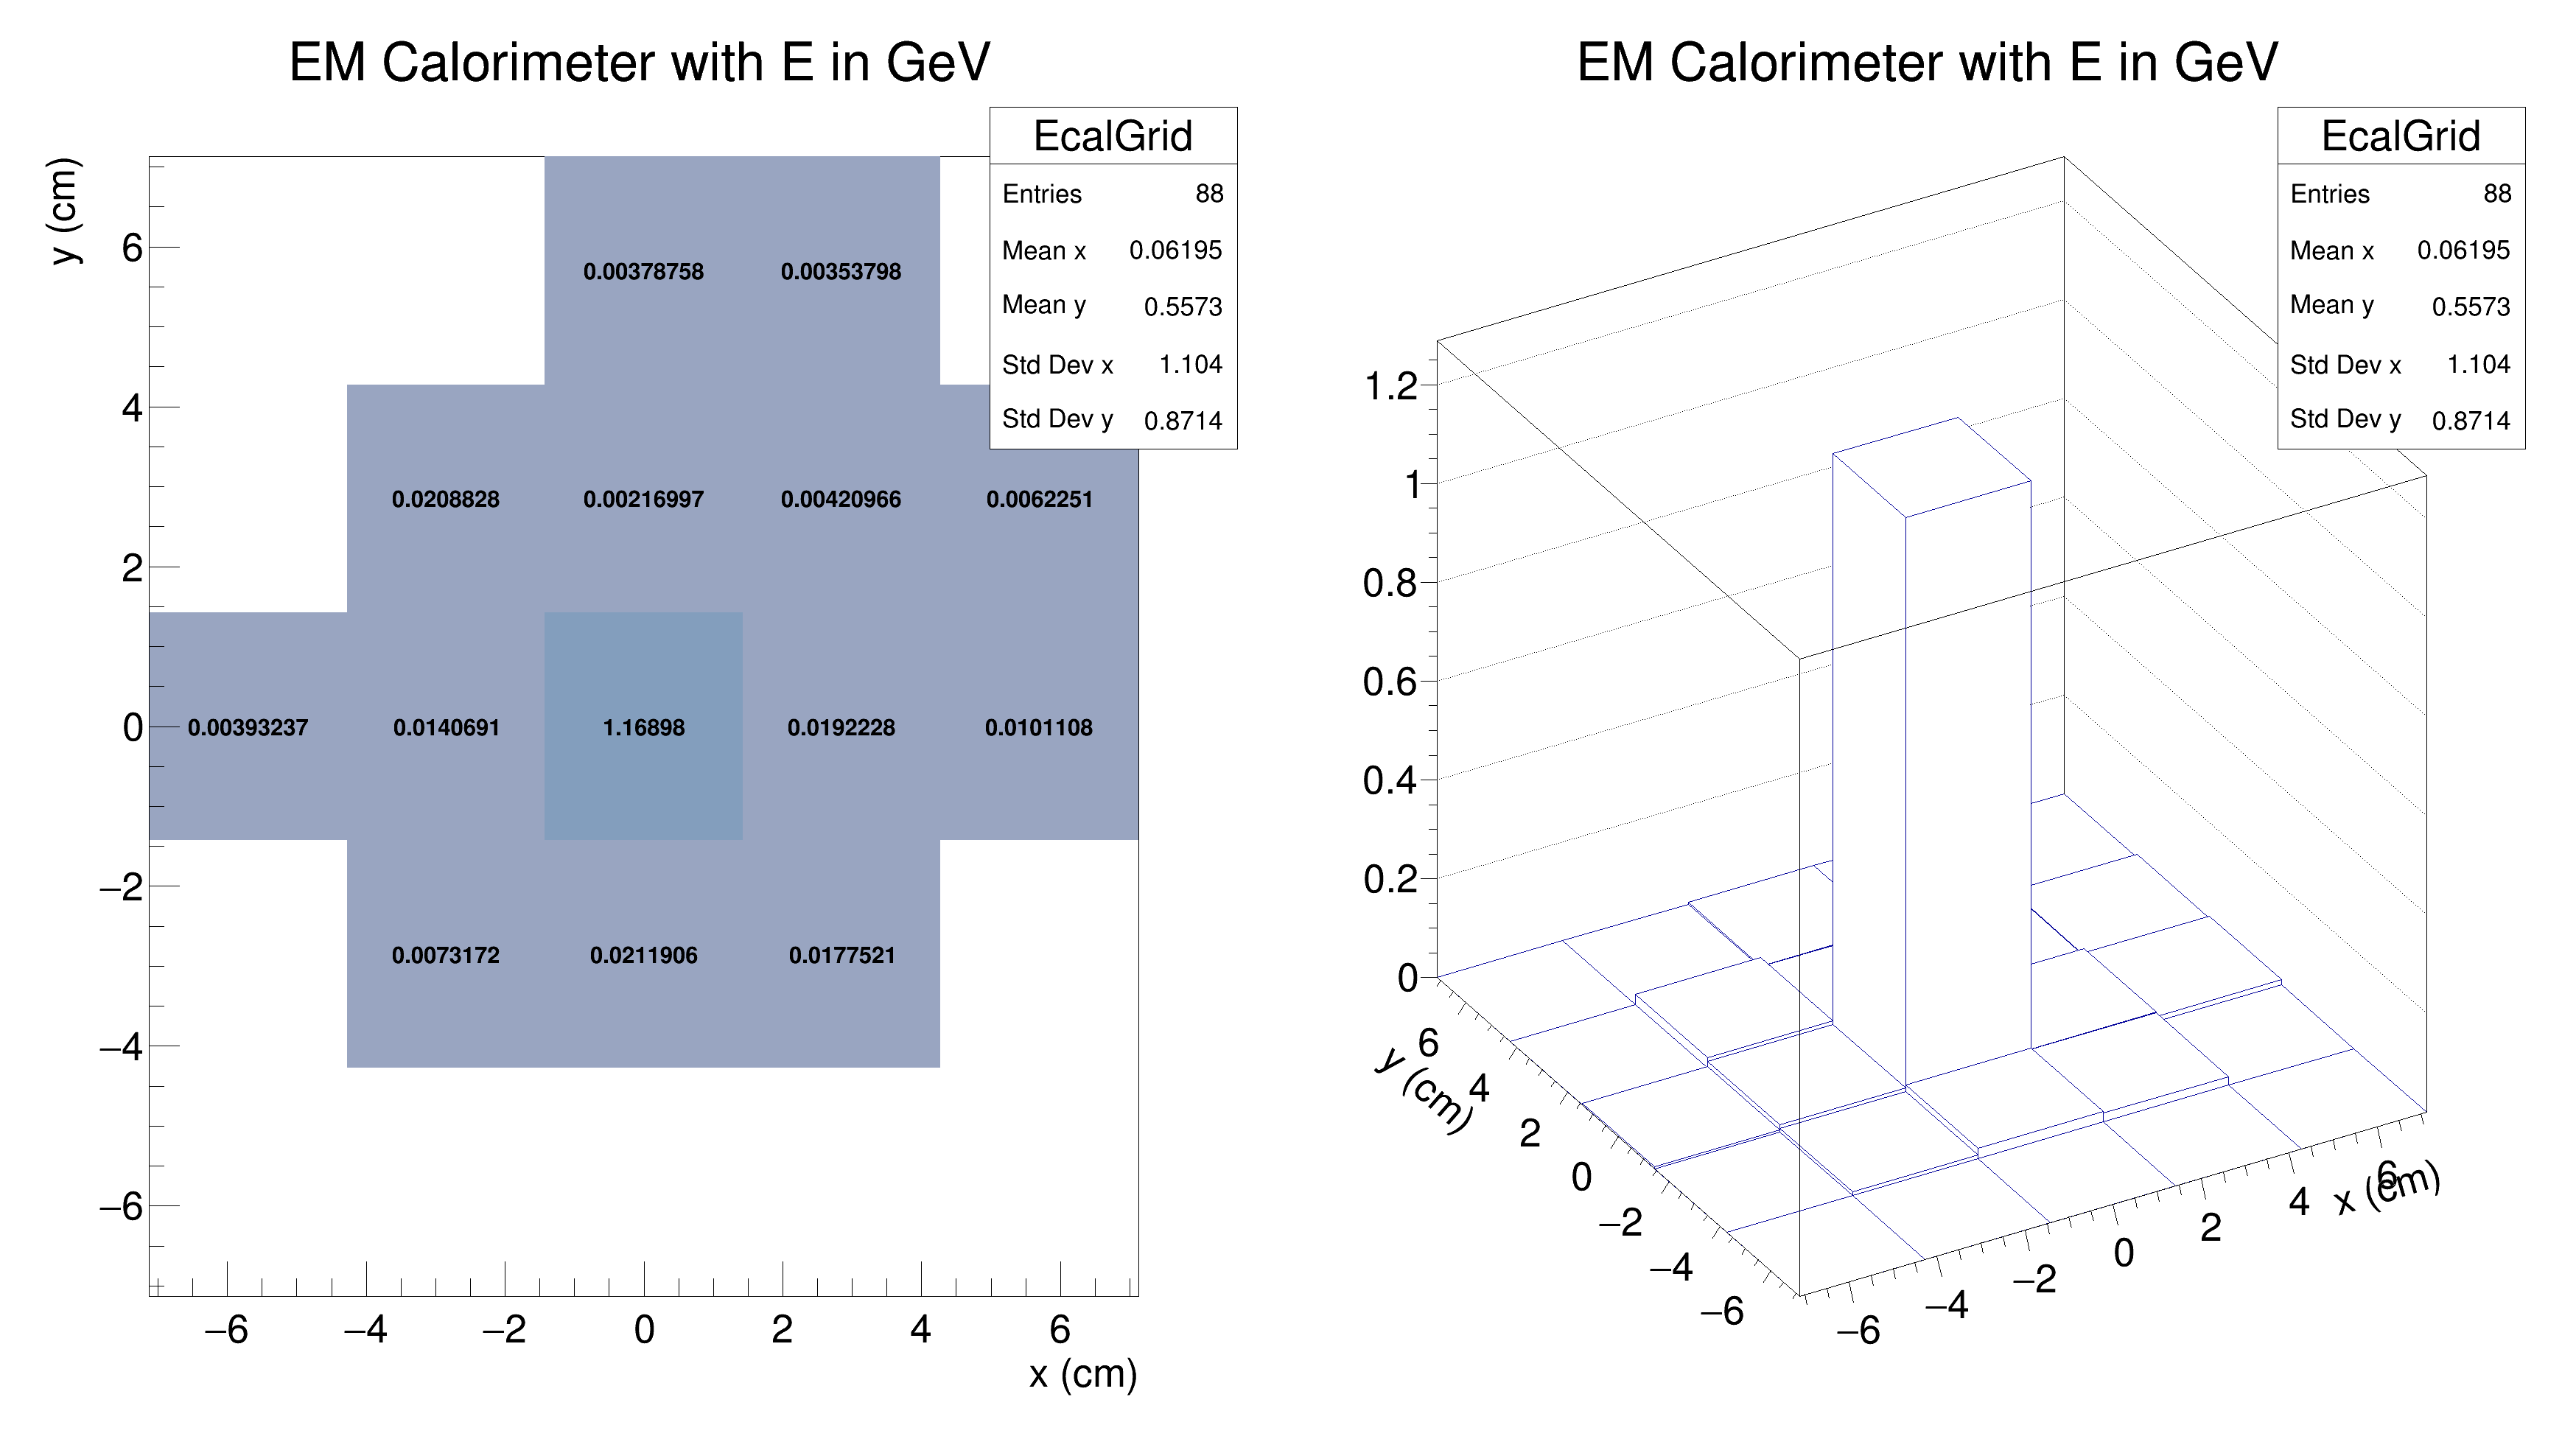 EM Calorimeter with E in GeV
EcalGrid
Entries 88
Mean x 0.06195
Mean y 0.5573
Std Dev x 1.104
Std Dev y 0.8714
y (cm)
6
4
2
0
−2
−4
−6
0.00378758 0.00353798
0.0208828 0.00216997 0.00420966 0.0062251
0.00393237 0.0140691 1.16898 0.0192228 0.0101108
0.0073172 0.0211906 0.0177521
−6 −4 −2 0 2 4 6
x (cm)
EM Calorimeter with E in GeV
EcalGrid
Entries 88
Mean x 0.06195
Mean y 0.5573
Std Dev x 1.104
Std Dev y 0.8714
1.2
1
0.8
0.6
0.4
0.2
0
6
4
2
0
−2
−4
−6
y (cm)
−6 −4 −2 0 2 4 6
x (cm)